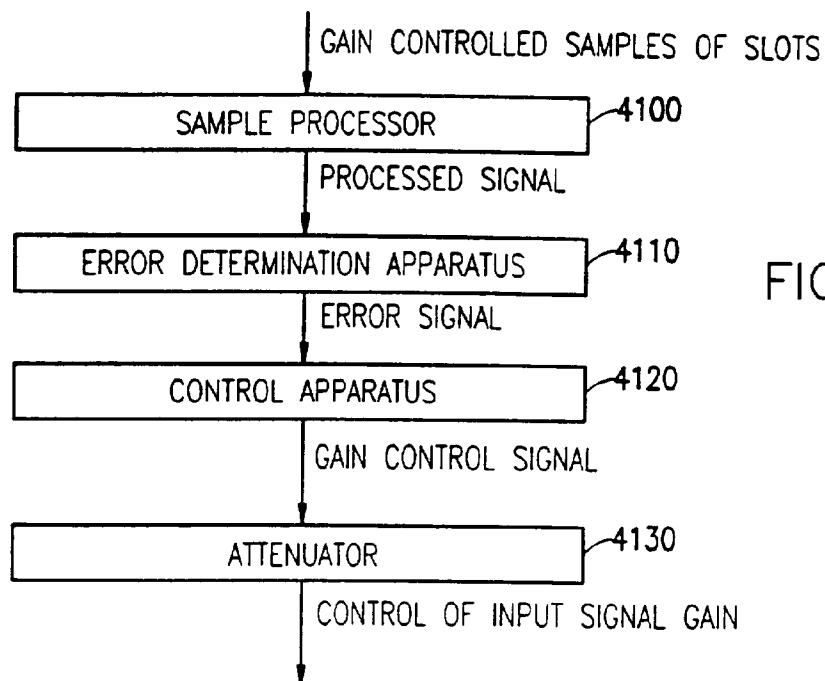 GAIN CONTROLLED SAMPLES OF SLOTS
SAMPLE PROCESSOR
4100
PROCESSED SIGNAL
ERROR DETERMINATION APPARATUS
4110
FIG
ERROR SIGNAL
CONTROL APPARATUS
4120
GAIN CONTROL SIGNAL
ATTENUATOR
4130
CONTROL OF INPUT SIGNAL GAIN